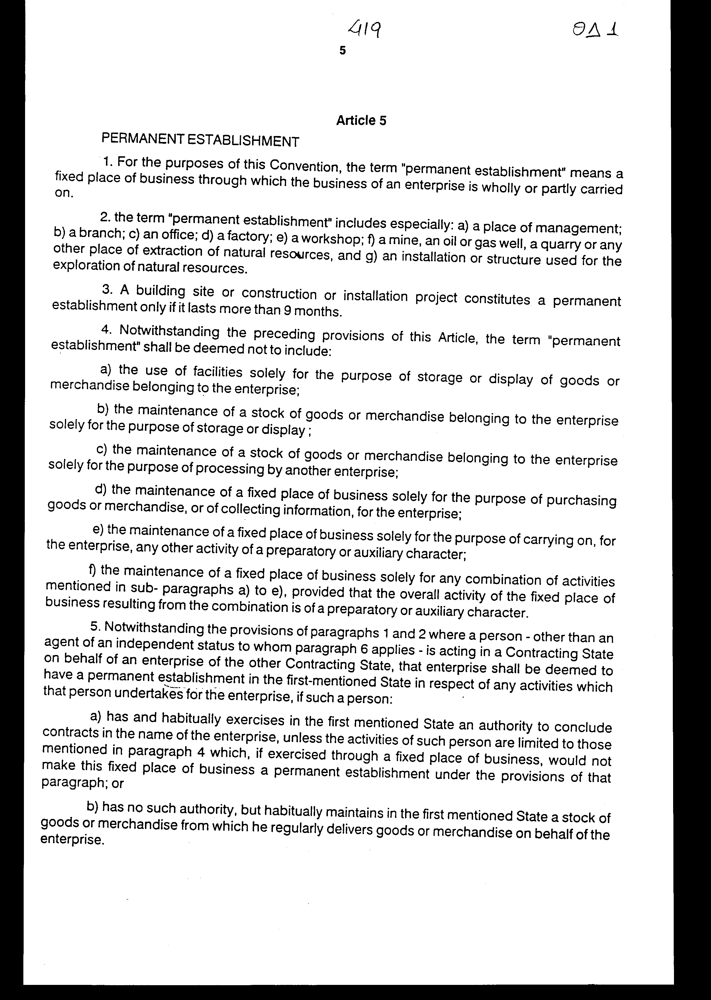 419
ΘΔ 1
5
Article 5
PERMANENT ESTABLISHMENT
1. For the purposes of this Convention, the term "permanent establishment" means a
fixed place of business through which the business of an enterprise is wholly or partly carried
on.
2. the term "permanent establishment" includes especially: a) a place of management;
b) a branch; c) an office; d) a factory; e) a workshop; f) a mine, an oil or gas well, a quarry or any
other place of extraction of natural resources, and g) an installation or structure used for the
exploration of natural resources.
3. A building site or construction or installation project constitutes a permanent
establishment only if it lasts more than 9 months.
4. Notwithstanding the preceding provisions of this Article, the term "permanent
establishment" shall be deemed not to include:
a) the use of facilities solely for the purpose of storage or display of goods or
merchandise belonging to the enterprise;
b) the maintenance of a stock of goods or merchandise belonging to the enterprise
solely for the purpose of storage or display ;
c) the maintenance of a stock of goods or merchandise belonging to the enterprise
solely for the purpose of processing by another enterprise;
d) the maintenance of a fixed place of business solely for the purpose of purchasing
goods or merchandise, or of collecting information, for the enterprise;
e) the maintenance of a fixed place of business solely for the purpose of carrying on, for
the enterprise, any other activity of a preparatory or auxiliary character;
f) the maintenance of a fixed place of business solely for any combination of activities
mentioned in sub- paragraphs a) to e), provided that the overall activity of the fixed place of
business resulting from the combination is of a preparatory or auxiliary character.
5. Notwithstanding the provisions of paragraphs 1 and 2 where a person - other than an
agent of an independent status to whom paragraph 6 applies - is acting in a Contracting State
on behalf of an enterprise of the other Contracting State, that enterprise shall be deemed to
have a permanent establishment in the first-mentioned State in respect of any activities which
that person undertakes for the enterprise, if such a person:
a) has and habitually exercises in the first mentioned State an authority to conclude
contracts in the name of the enterprise, unless the activities of such person are limited to those
mentioned in paragraph 4 which, if exercised through a fixed place of business, would not
make this fixed place of business a permanent establishment under the provisions of that
paragraph; or
b) has no such authority, but habitually maintains in the first mentioned State a stock of
goods or merchandise from which he regularly delivers goods or merchandise on behalf of the
enterprise.